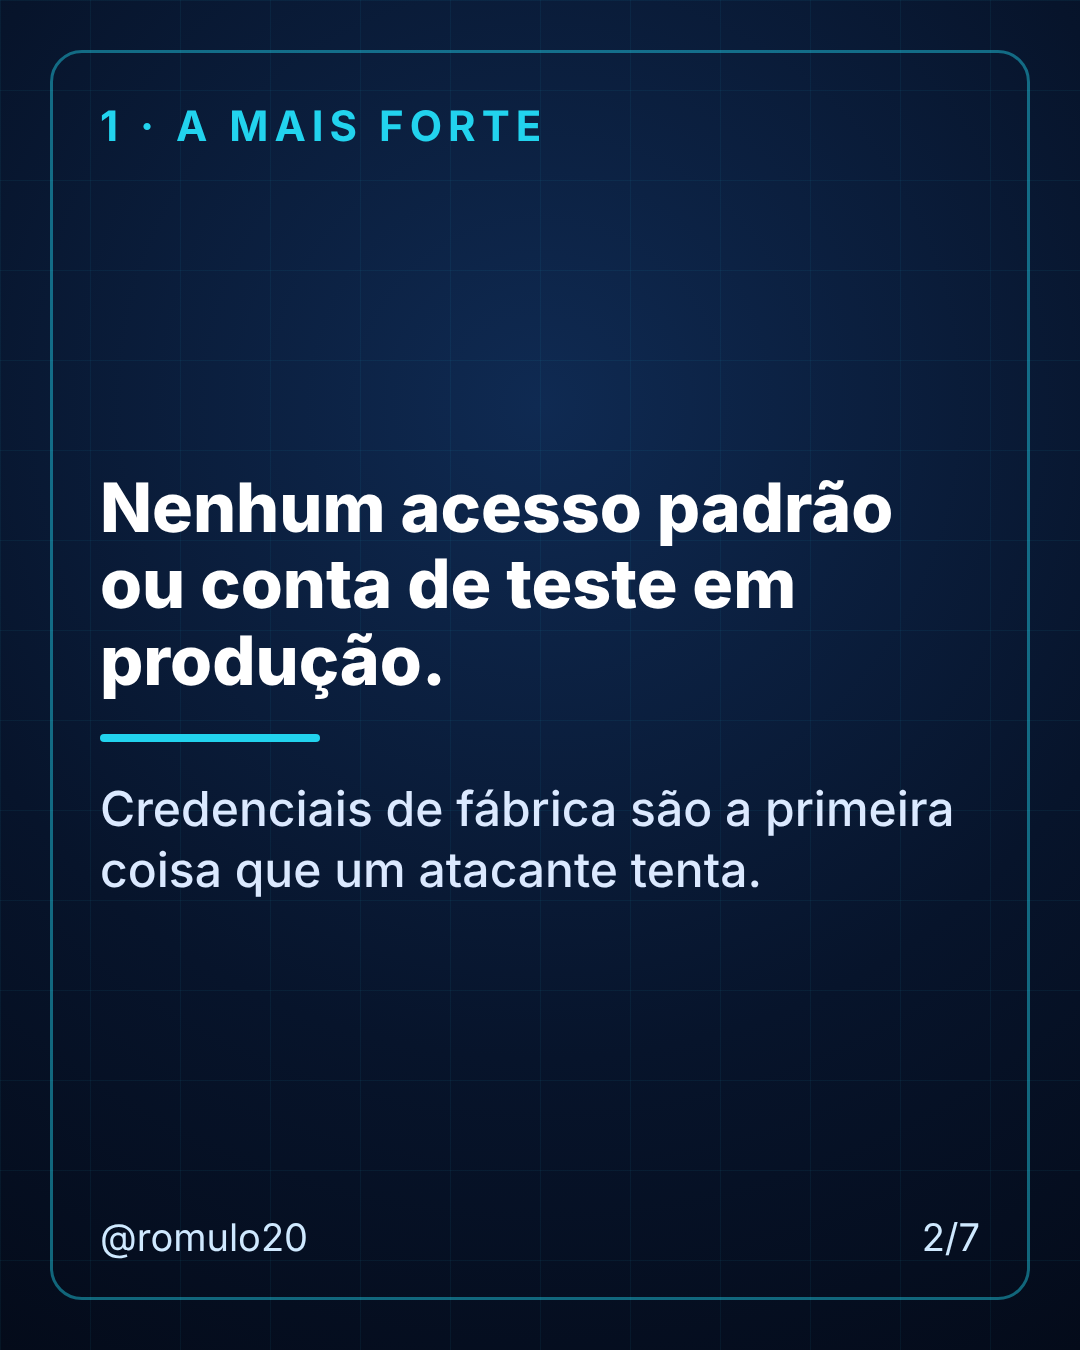 1 · A MAIS FORTE
Nenhum acesso padrão
ou conta de teste em
produção.
Credenciais de fábrica são a primeira
coisa que um atacante tenta.
@romulo20
2/7